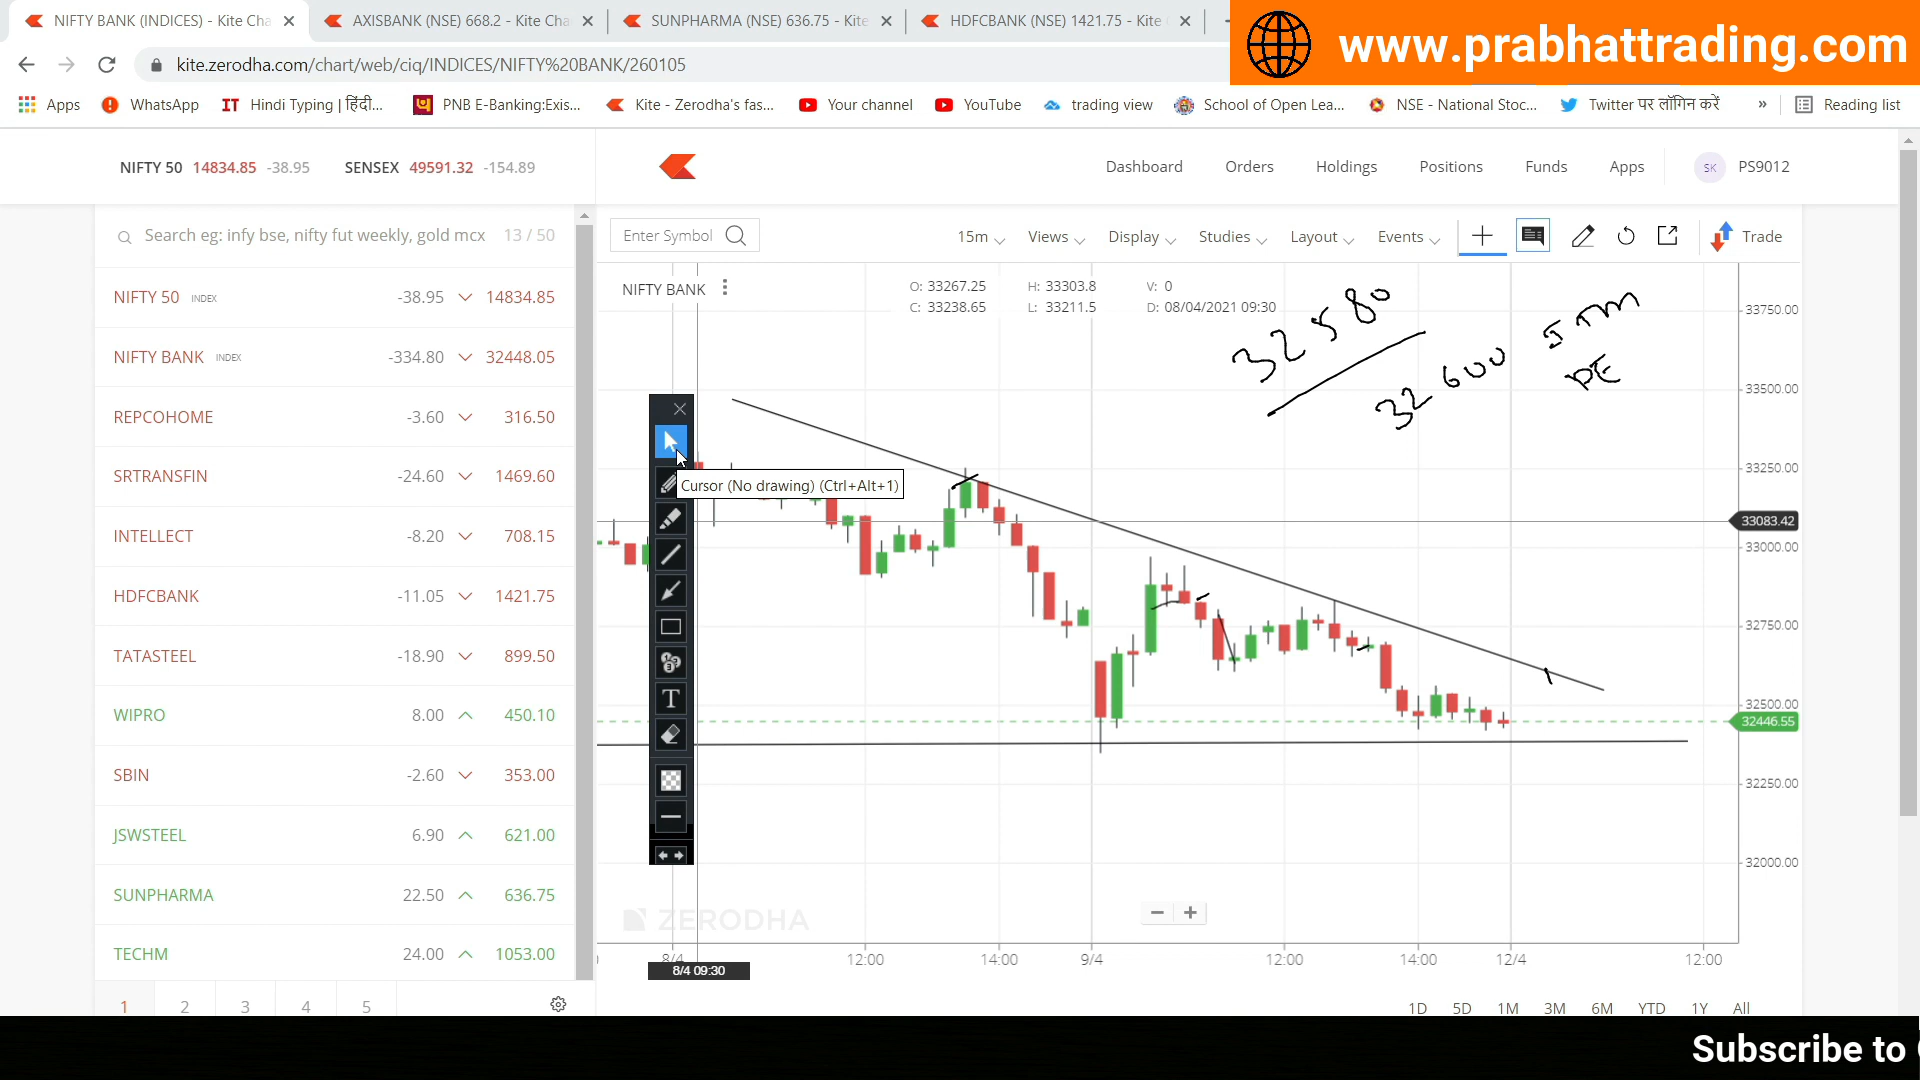 NIFTY BANK (INDICES) - Kite Cha
AXISBANK (NSE) 668.2 - Kite Cha
SUNPHARMA (NSE) 636.75 - Kite
HDFCBANK (NSE) 1421.75 - Kite
www.prabhattrading.com
kite.zerodha.com/chart/web/ciq/INDICES/NIFTY%20BANK/260105
Apps
WhatsApp
IT Hindi Typing | हिंदी...
PNB E-Banking:Exis...
Kite - Zerodha's fas...
Your channel
YouTube
trading view
School of Open Lea...
NSE - National Stoc...
Twitter पर लॉगिन करें
»
Reading list
NIFTY 50 14834.85 -38.95
SENSEX 49591.32 -154.89
Dashboard
Orders
Holdings
Positions
Funds
Apps
SK PS9012
Search eg: infy bse, nifty fut weekly, gold mcx 13 / 50
Enter Symbol
15m
Views
Display
Studies
Layout
Events
Trade
NIFTY 50 INDEX -38.95 14834.85
NIFTY BANK INDEX -334.80 32448.05
REPCOHOME -3.60 316.50
SRTRANSFIN -24.60 1469.60
INTELLECT -8.20 708.15
HDFCBANK -11.05 1421.75
TATASTEEL -18.90 899.50
WIPRO 8.00 450.10
SBIN -2.60 353.00
JSWSTEEL 6.90 621.00
SUNPHARMA 22.50 636.75
TECHM 24.00 1053.00
1 2 3 4 5
NIFTY BANK
O: 33267.25 H: 33303.8 V: 0
C: 33238.65 L: 33211.5 D: 08/04/2021 09:30
32580
32600
PE
Cursor (No drawing) (Ctrl+Alt+1)
T
33750.00
33500.00
33250.00
33083.42
33000.00
32750.00
32500.00
32446.55
32250.00
32000.00
ZERODHA
8/4 12:00 14:00 9/4 12:00 14:00 12/4 12:00
8/4 09:30
1D 5D 1M 3M 6M YTD 1Y All
Subscribe to